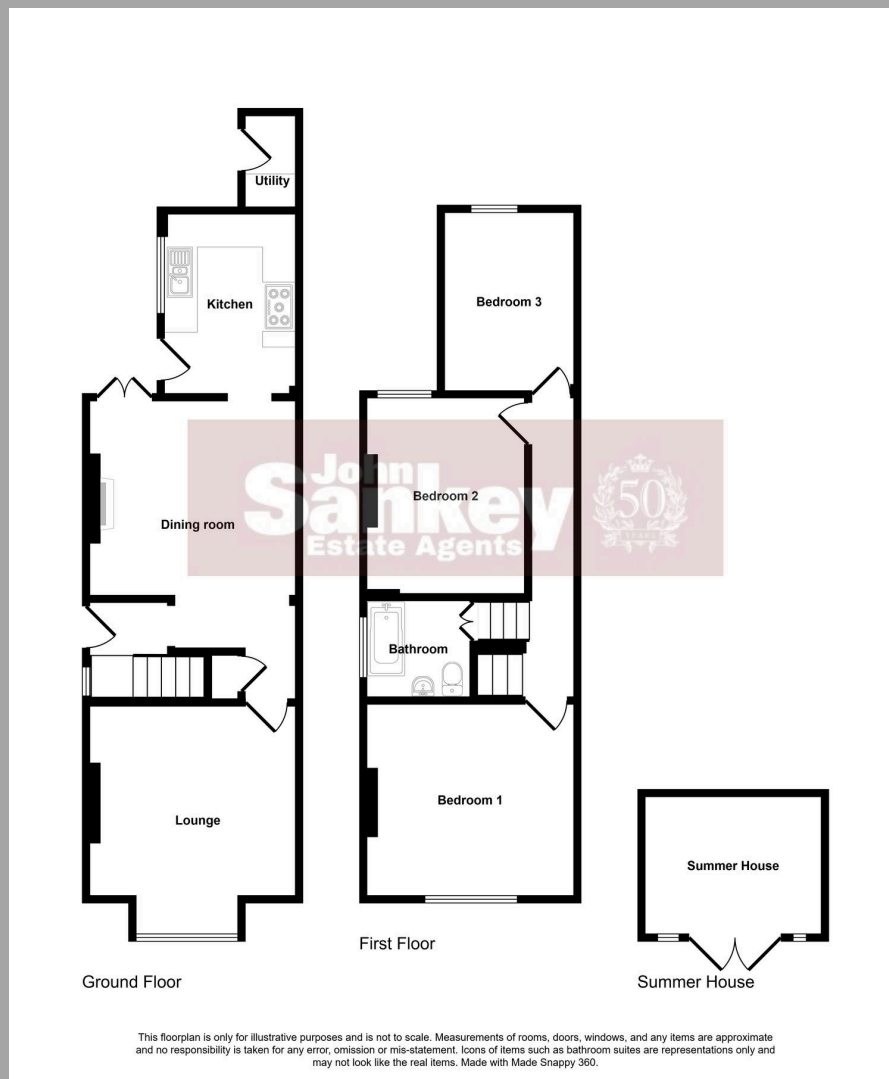 Utility
Kitchen
Bedroom 3
Bedroom 2
Dining room
John
Sankey
Estate Agents
50
YEARS
Bathroom
Bedroom 1
Lounge
Summer House
First Floor
Ground Floor
Summer House
This floorplan is only for illustrative purposes and is not to scale. Measurements of rooms, doors, windows, and any items are approximate
and no responsibility is taken for any error, omission or mis-statement. Icons of items such as bathroom suites are representations only and
may not look like the real items. Made with Made Snappy 360.